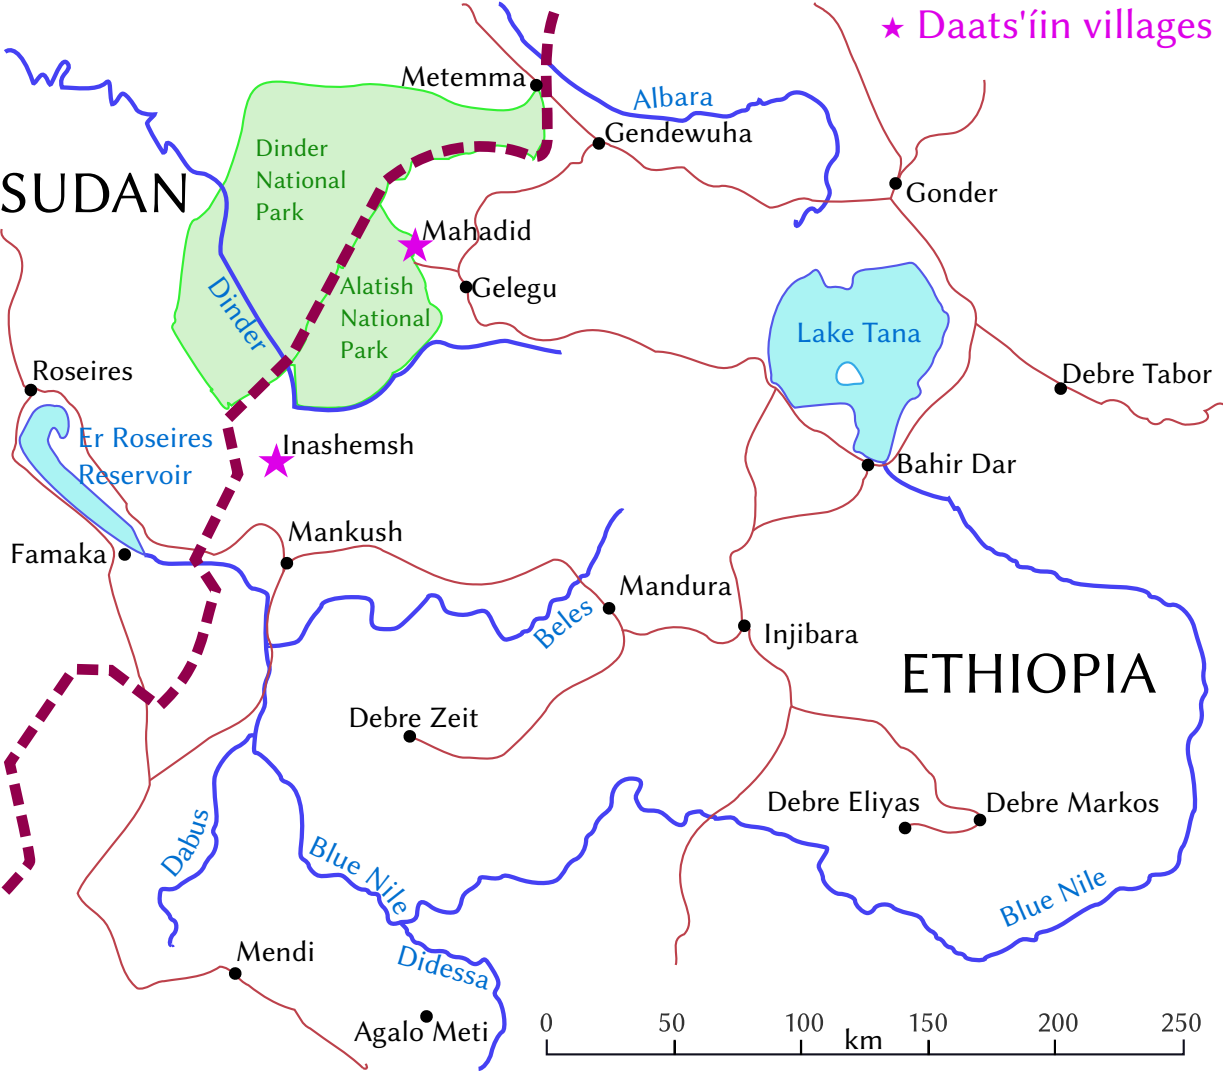 Daats'íin villages
Metemma
Albara
Gendewuha
Dinder
National
Park
SUDAN
Gonder
Mahadid
Alatish
National
Park
Gelegu
Dinder
Lake Tana
Roseires
Debre Tabor
Er Roseires
Reservoir
Inashemsh
Bahir Dar
Mankush
Famaka
Mandura
Beles
Injibara
ETHIOPIA
Debre Zeit
Debre Eliyas
Debre Markos
Dabus
Blue Nile
Blue Nile
Mendi
Didessa
Agalo Meti
0 50 100 150 200 250
km